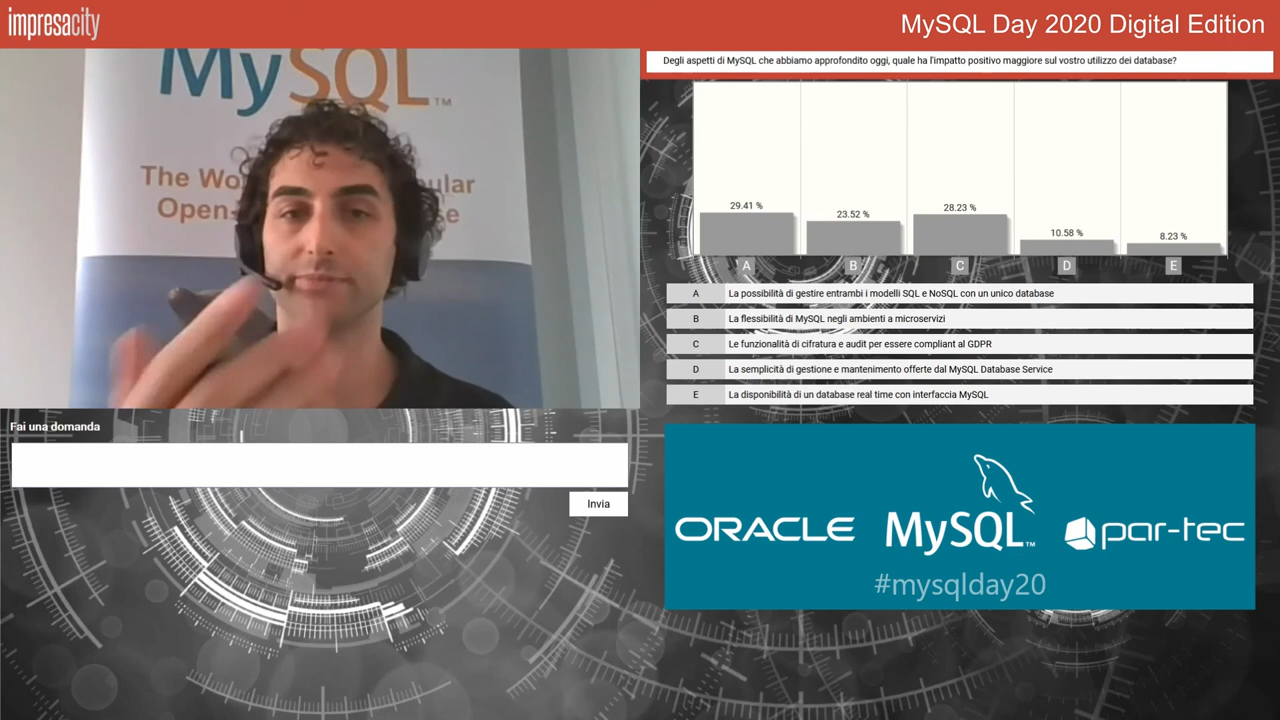 impresacity
MySQL Day 2020 Digital Edition
MySQL™
The Wo ular
Open- se
Degli aspetti di MySQL che abbiamo approfondito oggi, quale ha l'impatto positivo maggiore sul vostro utilizzo dei database?
29.41 %
23.52 %
28.23 %
10.58 %
8.23 %
A
B
C
D
E
A La possibilità di gestire entrambi i modelli SQL e NoSQL con un unico database
B La flessibilità di MySQL negli ambienti a microservizi
C Le funzionalità di cifratura e audit per essere compliant al GDPR
D La semplicità di gestione e mantenimento offerte dal MySQL Database Service
E La disponibilità di un database real time con interfaccia MySQL
Fai una domanda
Invia
ORACLE
MySQL™
par-tec
#mysqlday20